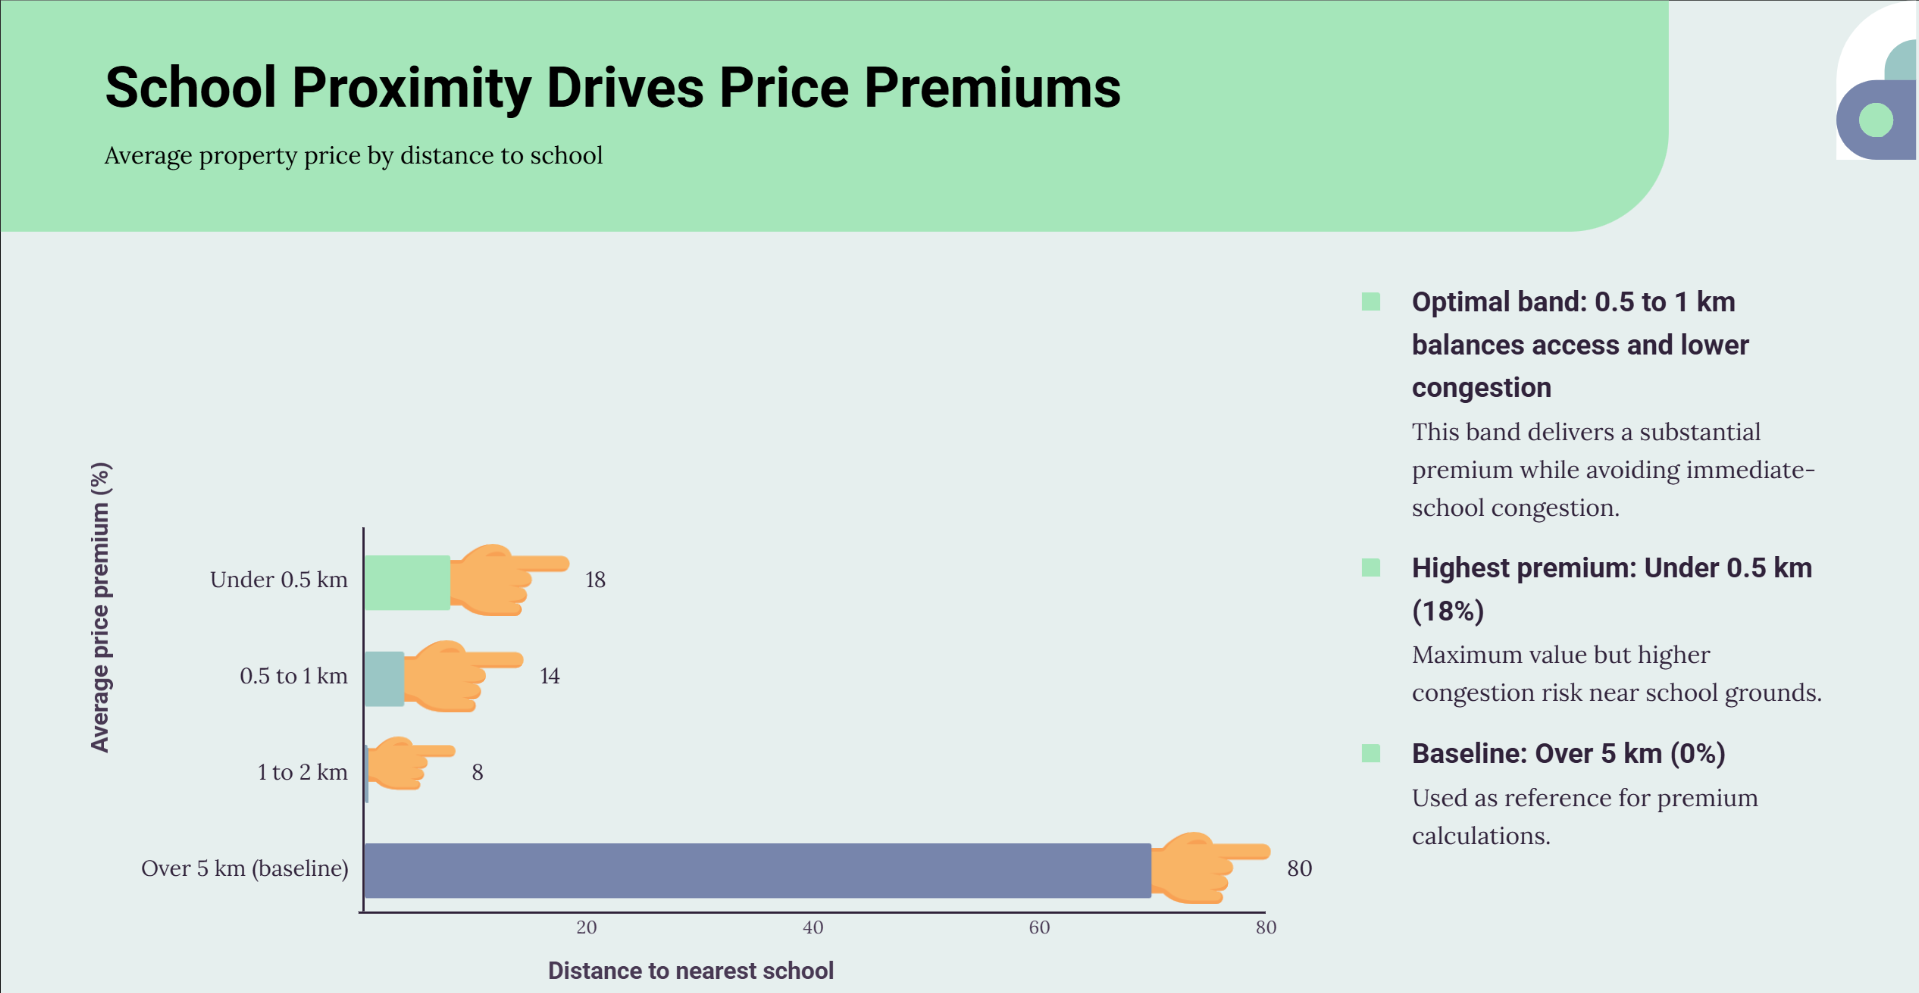 School Proximity Drives Price Premiums
Average property price by distance to school
Average price premium (%)
Under 0.5 km
18
0.5 to 1 km
14
1 to 2 km
8
Over 5 km (baseline)
80
20
40
60
80
Distance to nearest school
Optimal band: 0.5 to 1 km
balances access and lower
congestion
This band delivers a substantial
premium while avoiding immediate-
school congestion.
Highest premium: Under 0.5 km
(18%)
Maximum value but higher
congestion risk near school grounds.
Baseline: Over 5 km (0%)
Used as reference for premium
calculations.